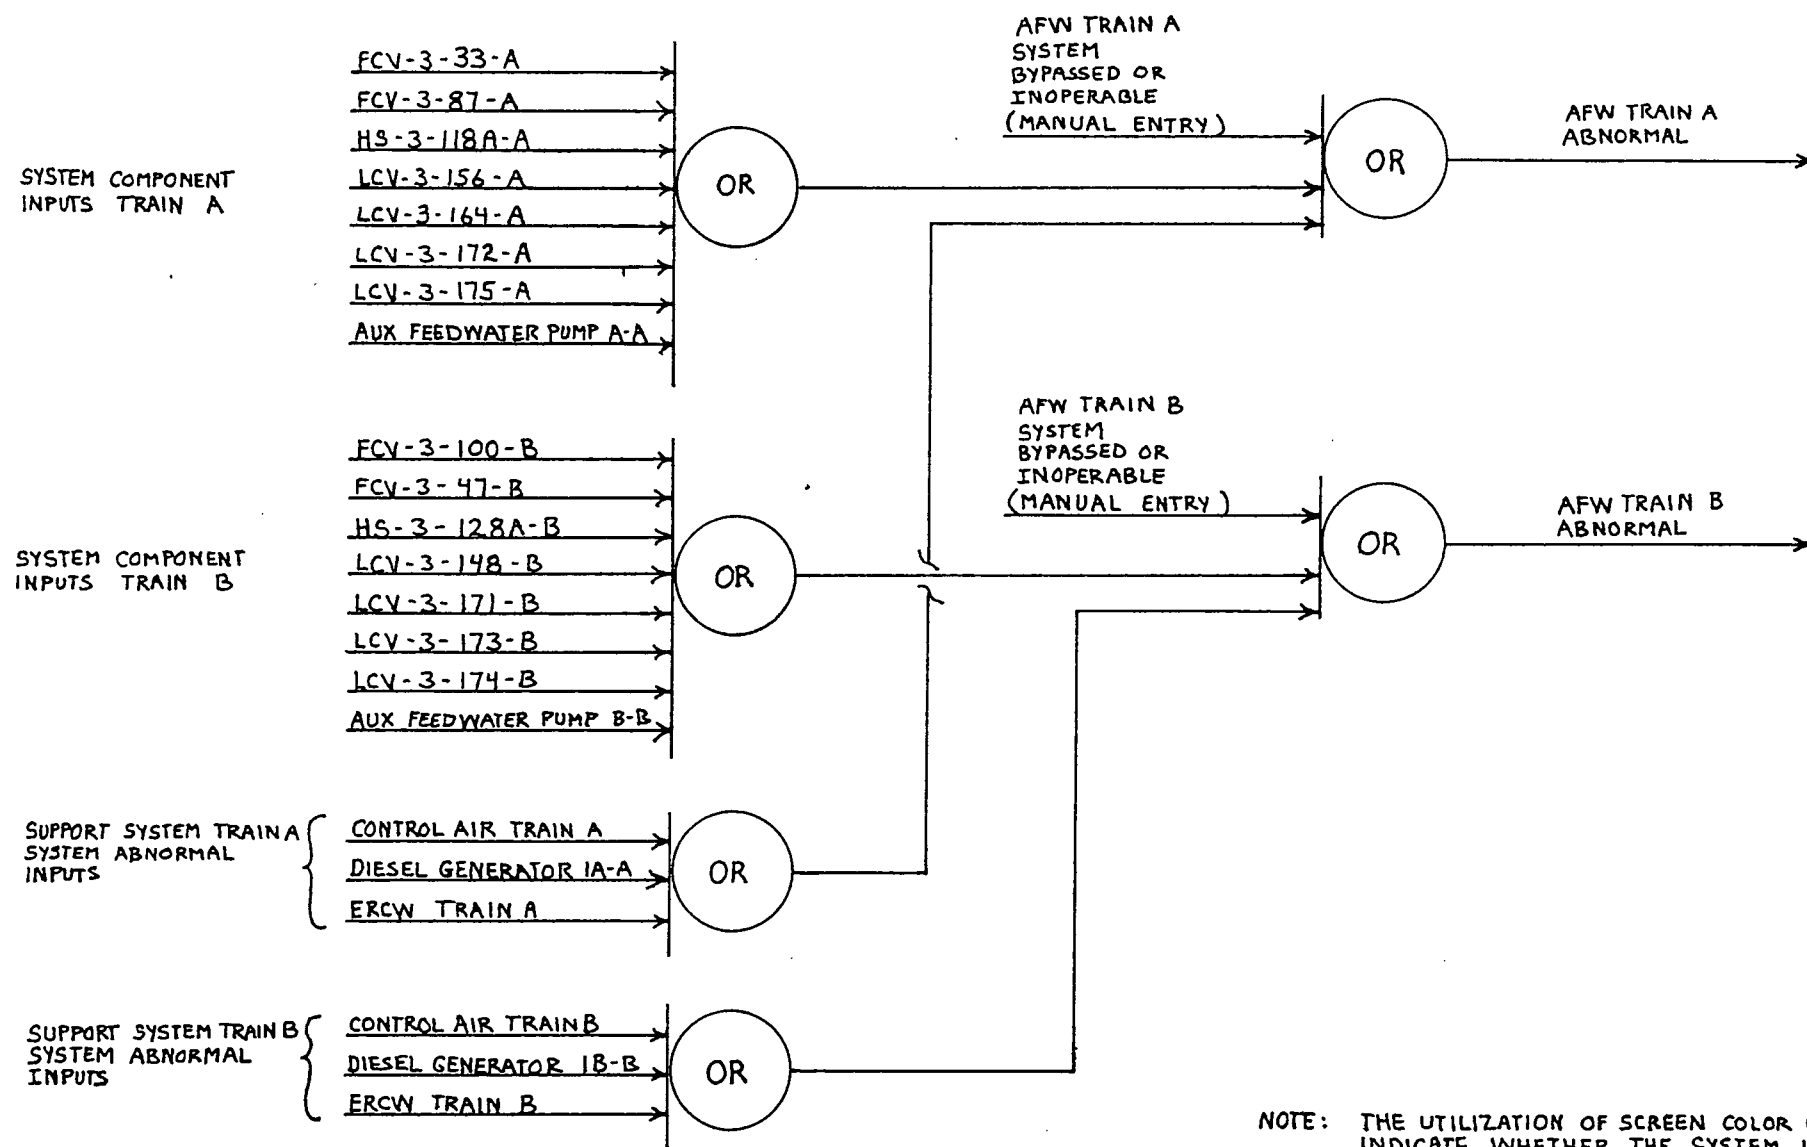 AFW TRAIN A
SYSTEM
BYPASSED OR
INOPERABLE
(MANUAL ENTRY)
FCV-3-33-A
FCV-3-87-A
HS-3-118A-A
LCV-3-156-A
LCV-3-164-A
LCV-3-172-A
LCV-3-175-A
AUX FEEDWATER PUMP A-A
SYSTEM COMPONENT
INPUTS TRAIN A
OR
OR
AFW TRAIN A
ABNORMAL
AFW TRAIN B
SYSTEM
BYPASSED OR
INOPERABLE
(MANUAL ENTRY)
FCV-3-100-B
FCV-3-47-B
HS-3-128A-B
LCV-3-148-B
LCV-3-171-B
LCV-3-173-B
LCV-3-174-B
AUX FEEDWATER PUMP B-B
SYSTEM COMPONENT
INPUTS TRAIN B
OR
OR
AFW TRAIN B
ABNORMAL
SUPPORT SYSTEM TRAIN A
SYSTEM ABNORMAL
INPUTS
CONTROL AIR TRAIN A
DIESEL GENERATOR 1A-A
ERCW TRAIN A
OR
SUPPORT SYSTEM TRAIN B
SYSTEM ABNORMAL
INPUTS
CONTROL AIR TRAIN B
DIESEL GENERATOR 1B-B
ERCW TRAIN B
OR
NOTE: THE UTILIZATION OF SCREEN COLOR
INDICATE WHETHER THE SYSTEM